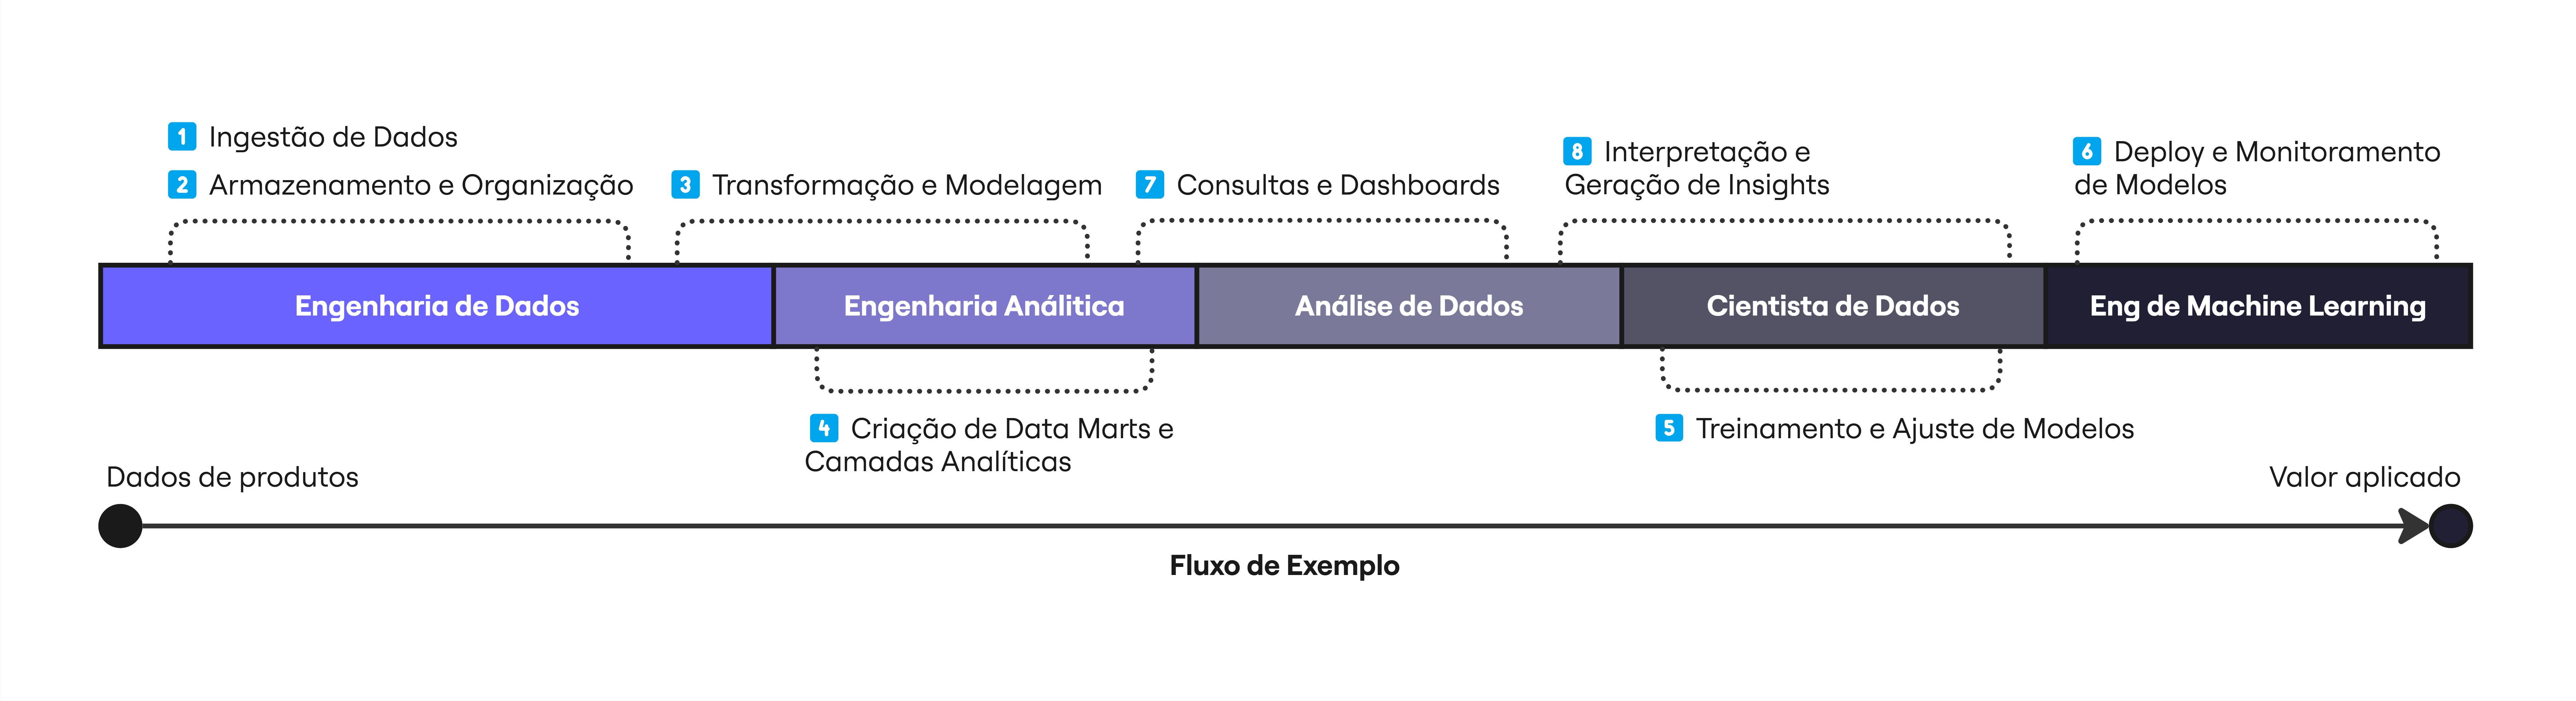 1 Ingestão de Dados
2 Armazenamento e Organização
3 Transformação e Modelagem
7 Consultas e Dashboards
8 Interpretação e
Geração de Insights
6 Deploy e Monitoramento
de Modelos
Engenharia de Dados
Engenharia Análitica
Análise de Dados
Cientista de Dados
Eng de Machine Learning
4 Criação de Data Marts e
Camadas Analíticas
5 Treinamento e Ajuste de Modelos
Dados de produtos
Valor aplicado
Fluxo de Exemplo